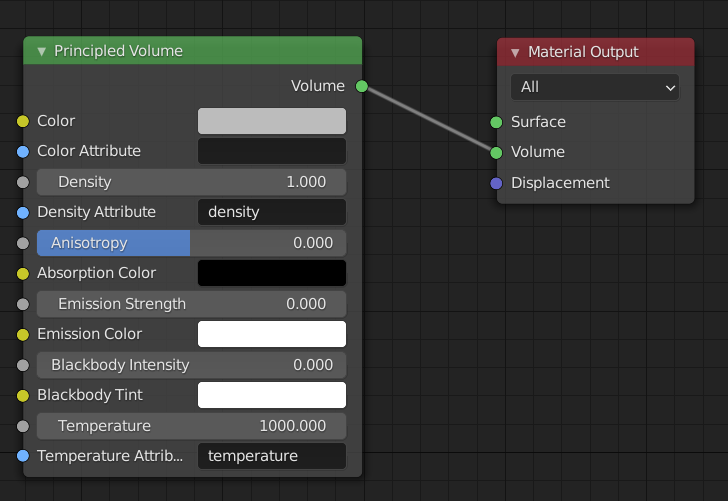 Principled Volume
Volume
Color
Color Attribute
Density 1.000
Density Attribute density
Anisotropy 0.000
Absorption Color
Emission Strength 0.000
Emission Color
Blackbody Intensity 0.000
Blackbody Tint
Temperature 1000.000
Temperature Attrib... temperature
Material Output
All
Surface
Volume
Displacement